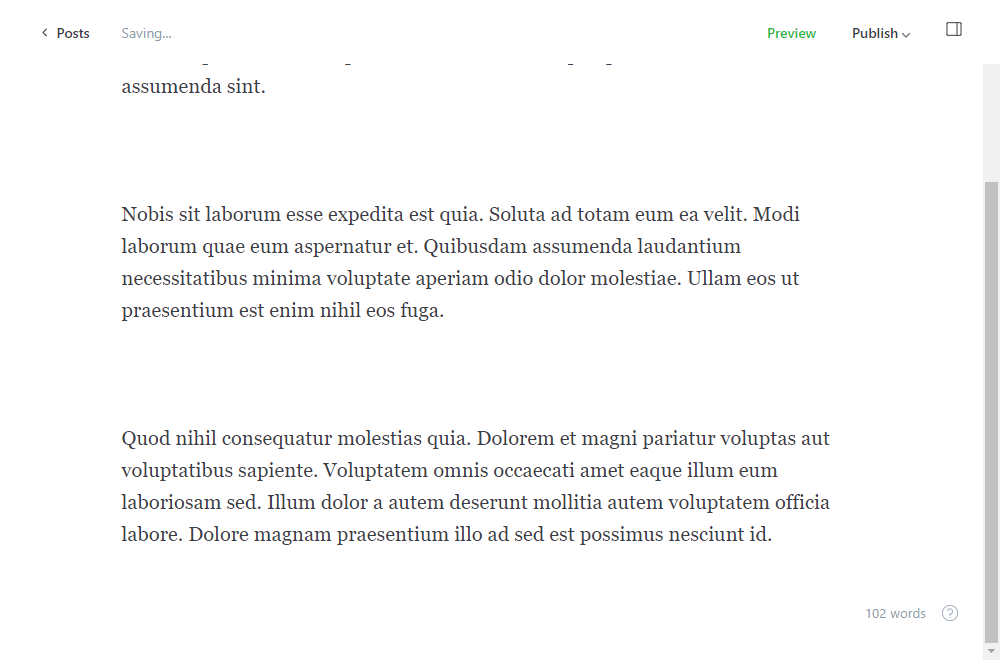 Posts
Saving...
Preview
Publish
assumenda sint.
Nobis sit laborum esse expedita est quia. Soluta ad totam eum ea velit. Modi
laborum quae eum aspernatur et. Quibusdam assumenda laudantium
necessitatibus minima voluptate aperiam odio dolor molestiae. Ullam eos ut
praesentium est enim nihil eos fuga.
Quod nihil consequatur molestias quia. Dolorem et magni pariatur voluptas aut
voluptatibus sapiente. Voluptatem omnis occaecati amet eaque illum eum
laboriosam sed. Illum dolor a autem deserunt mollitia autem voluptatem officia
labore. Dolore magnam praesentium illo ad sed est possimus nesciunt id.
102 words